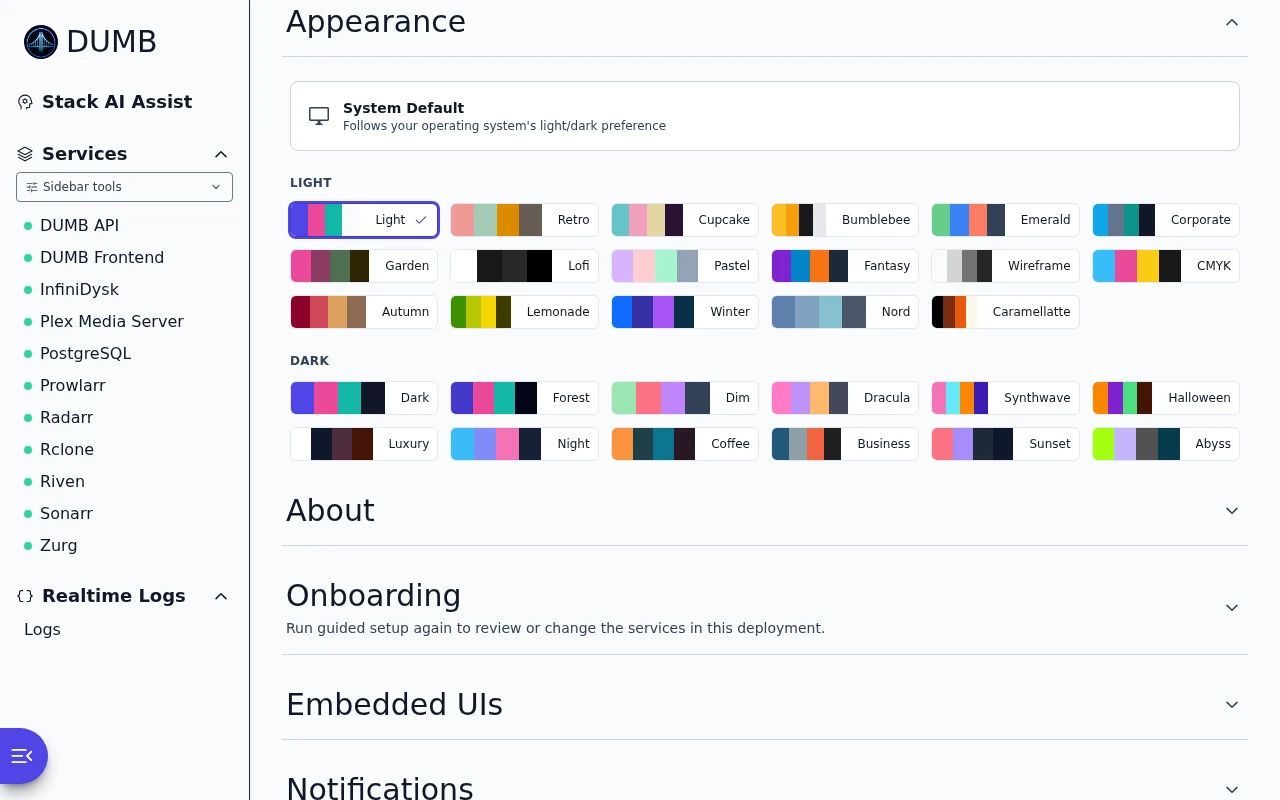 DUMB
Stack AI Assist
Services
Sidebar tools
DUMB API
DUMB Frontend
InfiniDysk
Plex Media Server
PostgreSQL
Prowlarr
Radarr
Rclone
Riven
Sonarr
Zurg
Realtime Logs
Logs
Appearance
System Default
Follows your operating system's light/dark preference
LIGHT
Light
Retro
Cupcake
Bumblebee
Emerald
Corporate
Garden
Lofi
Pastel
Fantasy
Wireframe
CMYK
Autumn
Lemonade
Winter
Nord
Caramellatte
DARK
Dark
Forest
Dim
Dracula
Synthwave
Halloween
Luxury
Night
Coffee
Business
Sunset
Abyss
About
Onboarding
Run guided setup again to review or change the services in this deployment.
Embedded UIs
Notifications